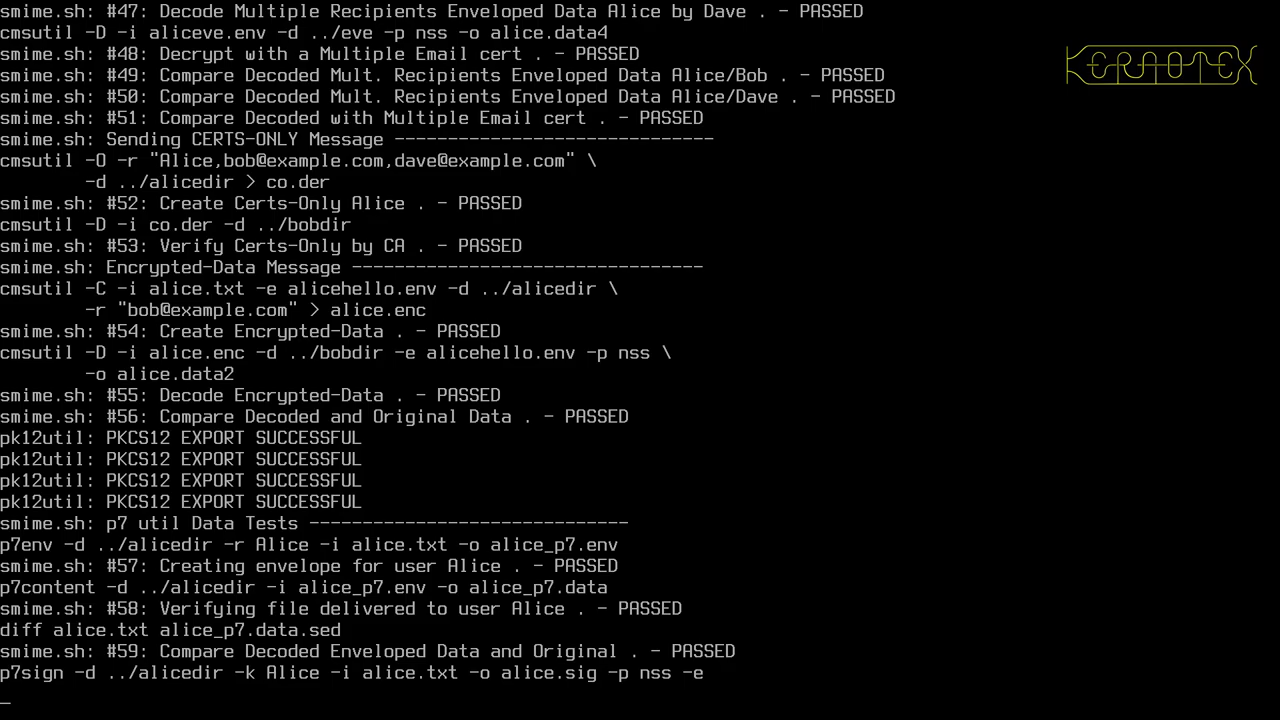 smime.sh: #47: Decode Multiple Recipients Enveloped Data Alice by Dave . - PASSED
cmsutil -D -i aliceve.env -d ../eve -p nss -o alice.data4
smime.sh: #48: Decrypt with a Multiple Email cert . - PASSED
smime.sh: #49: Compare Decoded Mult. Recipients Enveloped Data Alice/Bob . - PASSED
smime.sh: #50: Compare Decoded Mult. Recipients Enveloped Data Alice/Dave . - PASSED
smime.sh: #51: Compare Decoded with Multiple Email cert . - PASSED
smime.sh: Sending CERTS-ONLY Message ------------------------------
cmsutil -O -r "Alice,bob@example.com,dave@example.com" \
        -d ../alicedir > co.der
smime.sh: #52: Create Certs-Only Alice . - PASSED
cmsutil -D -i co.der -d ../bobdir
smime.sh: #53: Verify Certs-Only by CA . - PASSED
smime.sh: Encrypted-Data Message ---------------------------------
cmsutil -C -i alice.txt -e alicehello.env -d ../alicedir \
        -r "bob@example.com" > alice.enc
smime.sh: #54: Create Encrypted-Data . - PASSED
cmsutil -D -i alice.enc -d ../bobdir -e alicehello.env -p nss \
        -o alice.data2
smime.sh: #55: Decode Encrypted-Data . - PASSED
smime.sh: #56: Compare Decoded and Original Data . - PASSED
pk12util: PKCS12 EXPORT SUCCESSFUL
pk12util: PKCS12 EXPORT SUCCESSFUL
pk12util: PKCS12 EXPORT SUCCESSFUL
pk12util: PKCS12 EXPORT SUCCESSFUL
smime.sh: p7 util Data Tests ------------------------------
p7env -d ../alicedir -r Alice -i alice.txt -o alice_p7.env
smime.sh: #57: Creating envelope for user Alice . - PASSED
p7content -d ../alicedir -i alice_p7.env -o alice_p7.data
smime.sh: #58: Verifying file delivered to user Alice . - PASSED
diff alice.txt alice_p7.data.sed
smime.sh: #59: Compare Decoded Enveloped Data and Original . - PASSED
p7sign -d ../alicedir -k Alice -i alice.txt -o alice.sig -p nss -e
KERAOTEX